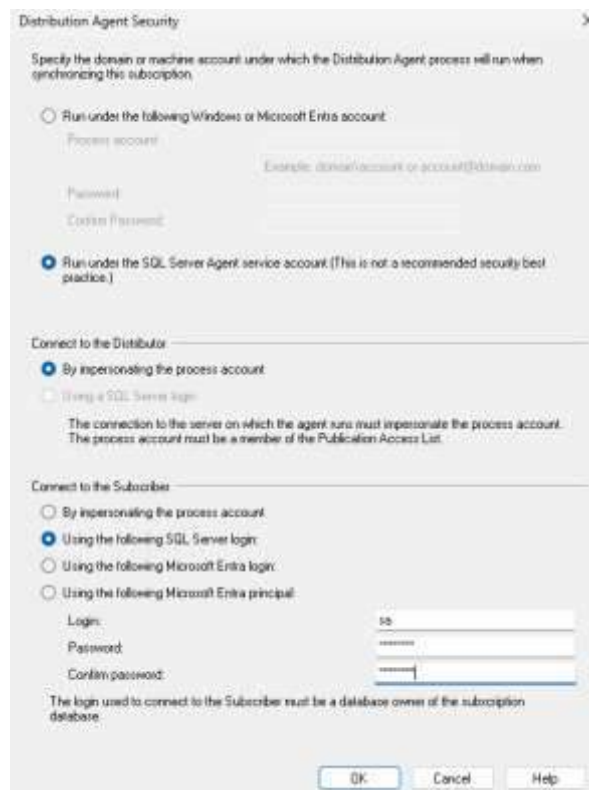 Distribution Agent Security
Specify the domain or machine account under which the Distribution Agent process will run when
synchronizing this subscription.
Run under the following Windows or Microsoft Entra account:
Process account:
Example: domain\account or account@domain.com
Password:
Confirm Password:
Run under the SQL Server Agent service account (This is not a recommended security best
practice.)
Connect to the Distributor
By impersonating the process account
Using a SQL Server login
The connection to the server on which the agent runs must impersonate the process account.
The process account must be a member of the Publication Access List.
Connect to the Subscriber
By impersonating the process account
Using the following SQL Server login:
Using the following Microsoft Entra login:
Using the following Microsoft Entra principal:
Login: sa
Password: ********
Confirm password: ********
The login used to connect to the Subscriber must be a database owner of the subscription
database.
OK Cancel Help